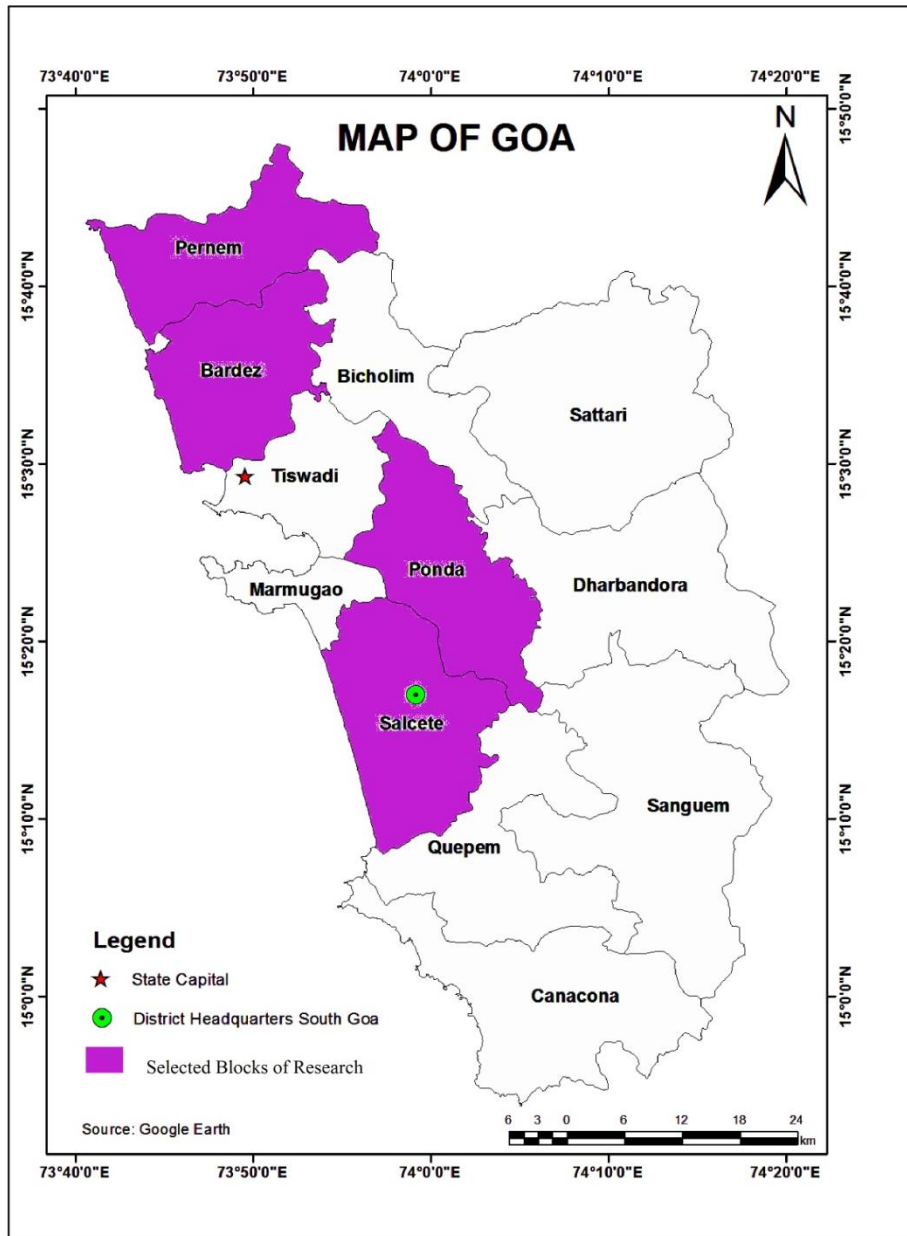 73°40'0"E 73°50'0"E 74°0'0"E 74°10'0"E 74°20'0"E
MAP OF GOA
N
15°50'0"N
15°40'0"N
15°30'0"N
15°20'0"N
15°10'0"N
15°0'0"N
15°50'0"N
15°40'0"N
15°30'0"N
15°20'0"N
15°10'0"N
15°0'0"N
Pernem
Bardez
Bicholim
Sattari
Tiswadi
Ponda
Dharbandora
Marmugao
Salcete
Sanguem
Quepem
Canacona
Legend
State Capital
District Headquarters South Goa
Selected Blocks of Research
Source: Google Earth
6 3 0 6 12 18 24
km
73°40'0"E 73°50'0"E 74°0'0"E 74°10'0"E 74°20'0"E